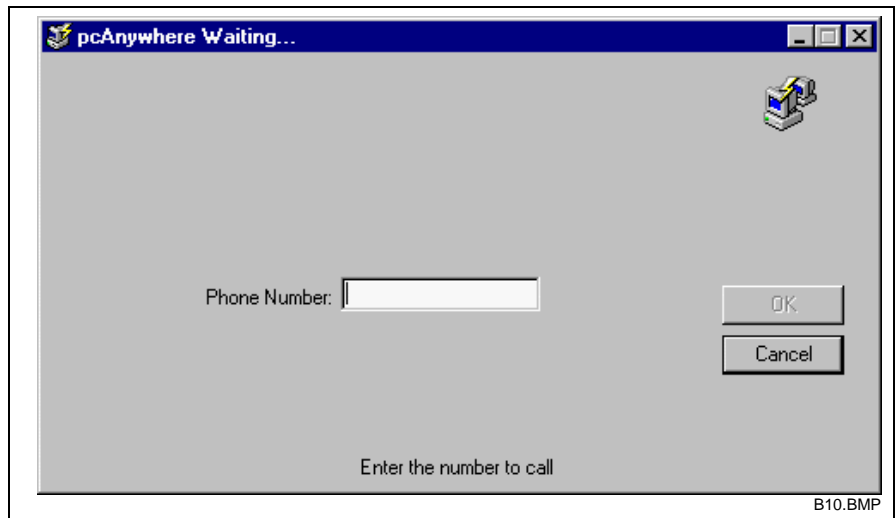 pcAnywhere Waiting...
Phone Number:
OK
Cancel
Enter the number to call
B10.BMP